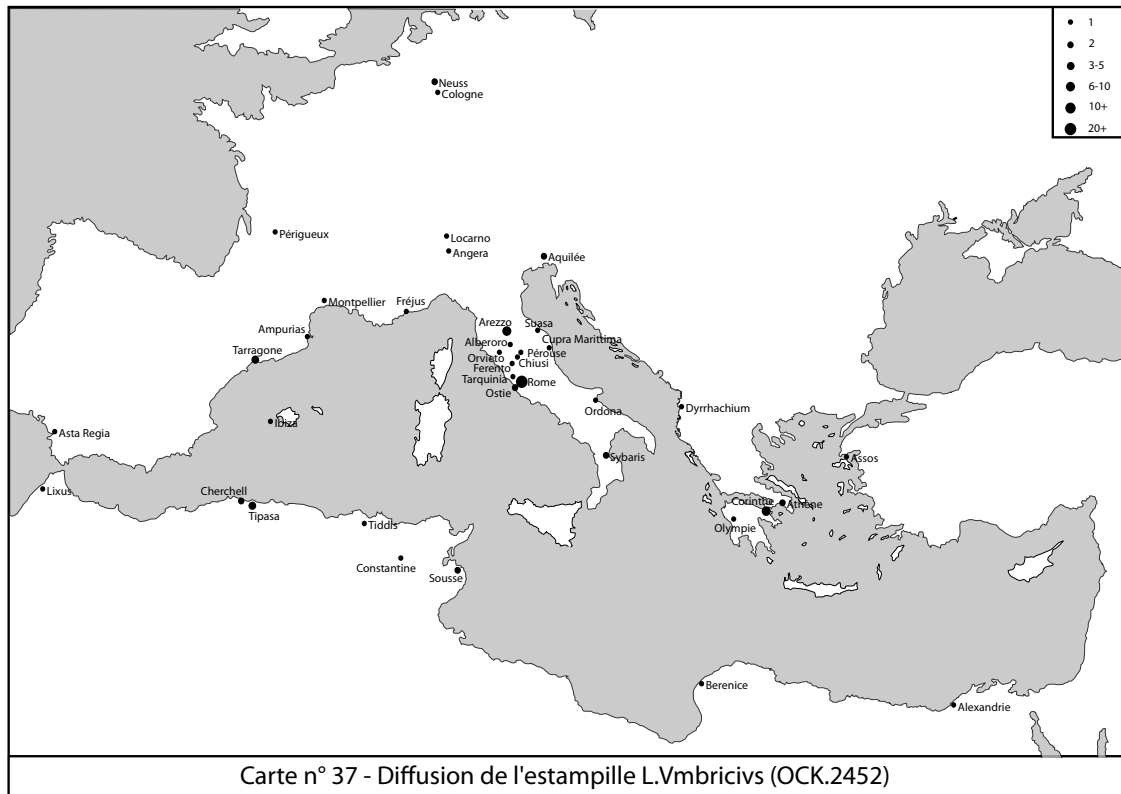 1
2
3-5
6-10
10+
20+
Neuss
Cologne
Périgueux
Locarno
Angera
Aquilée
Montpellier
Fréjus
Arezzo
Suasa
Ampurias
Alberoro
Cupra Marittima
Tarragone
Orvieto
Pérouse
Chiusi
Ferento
Tarquinia
Rome
Ostie
Ordona
Dyrrhachium
Ibiza
Asta Regia
Sybaris
Assos
Lixus
Cherchell
Tipasa
Corinthe
Athène
Olympie
Tiddis
Constantine
Sousse
Berenice
Alexandrie
Carte n° 37 - Diffusion de l'estampille L.Vmbricivs (OCK.2452)